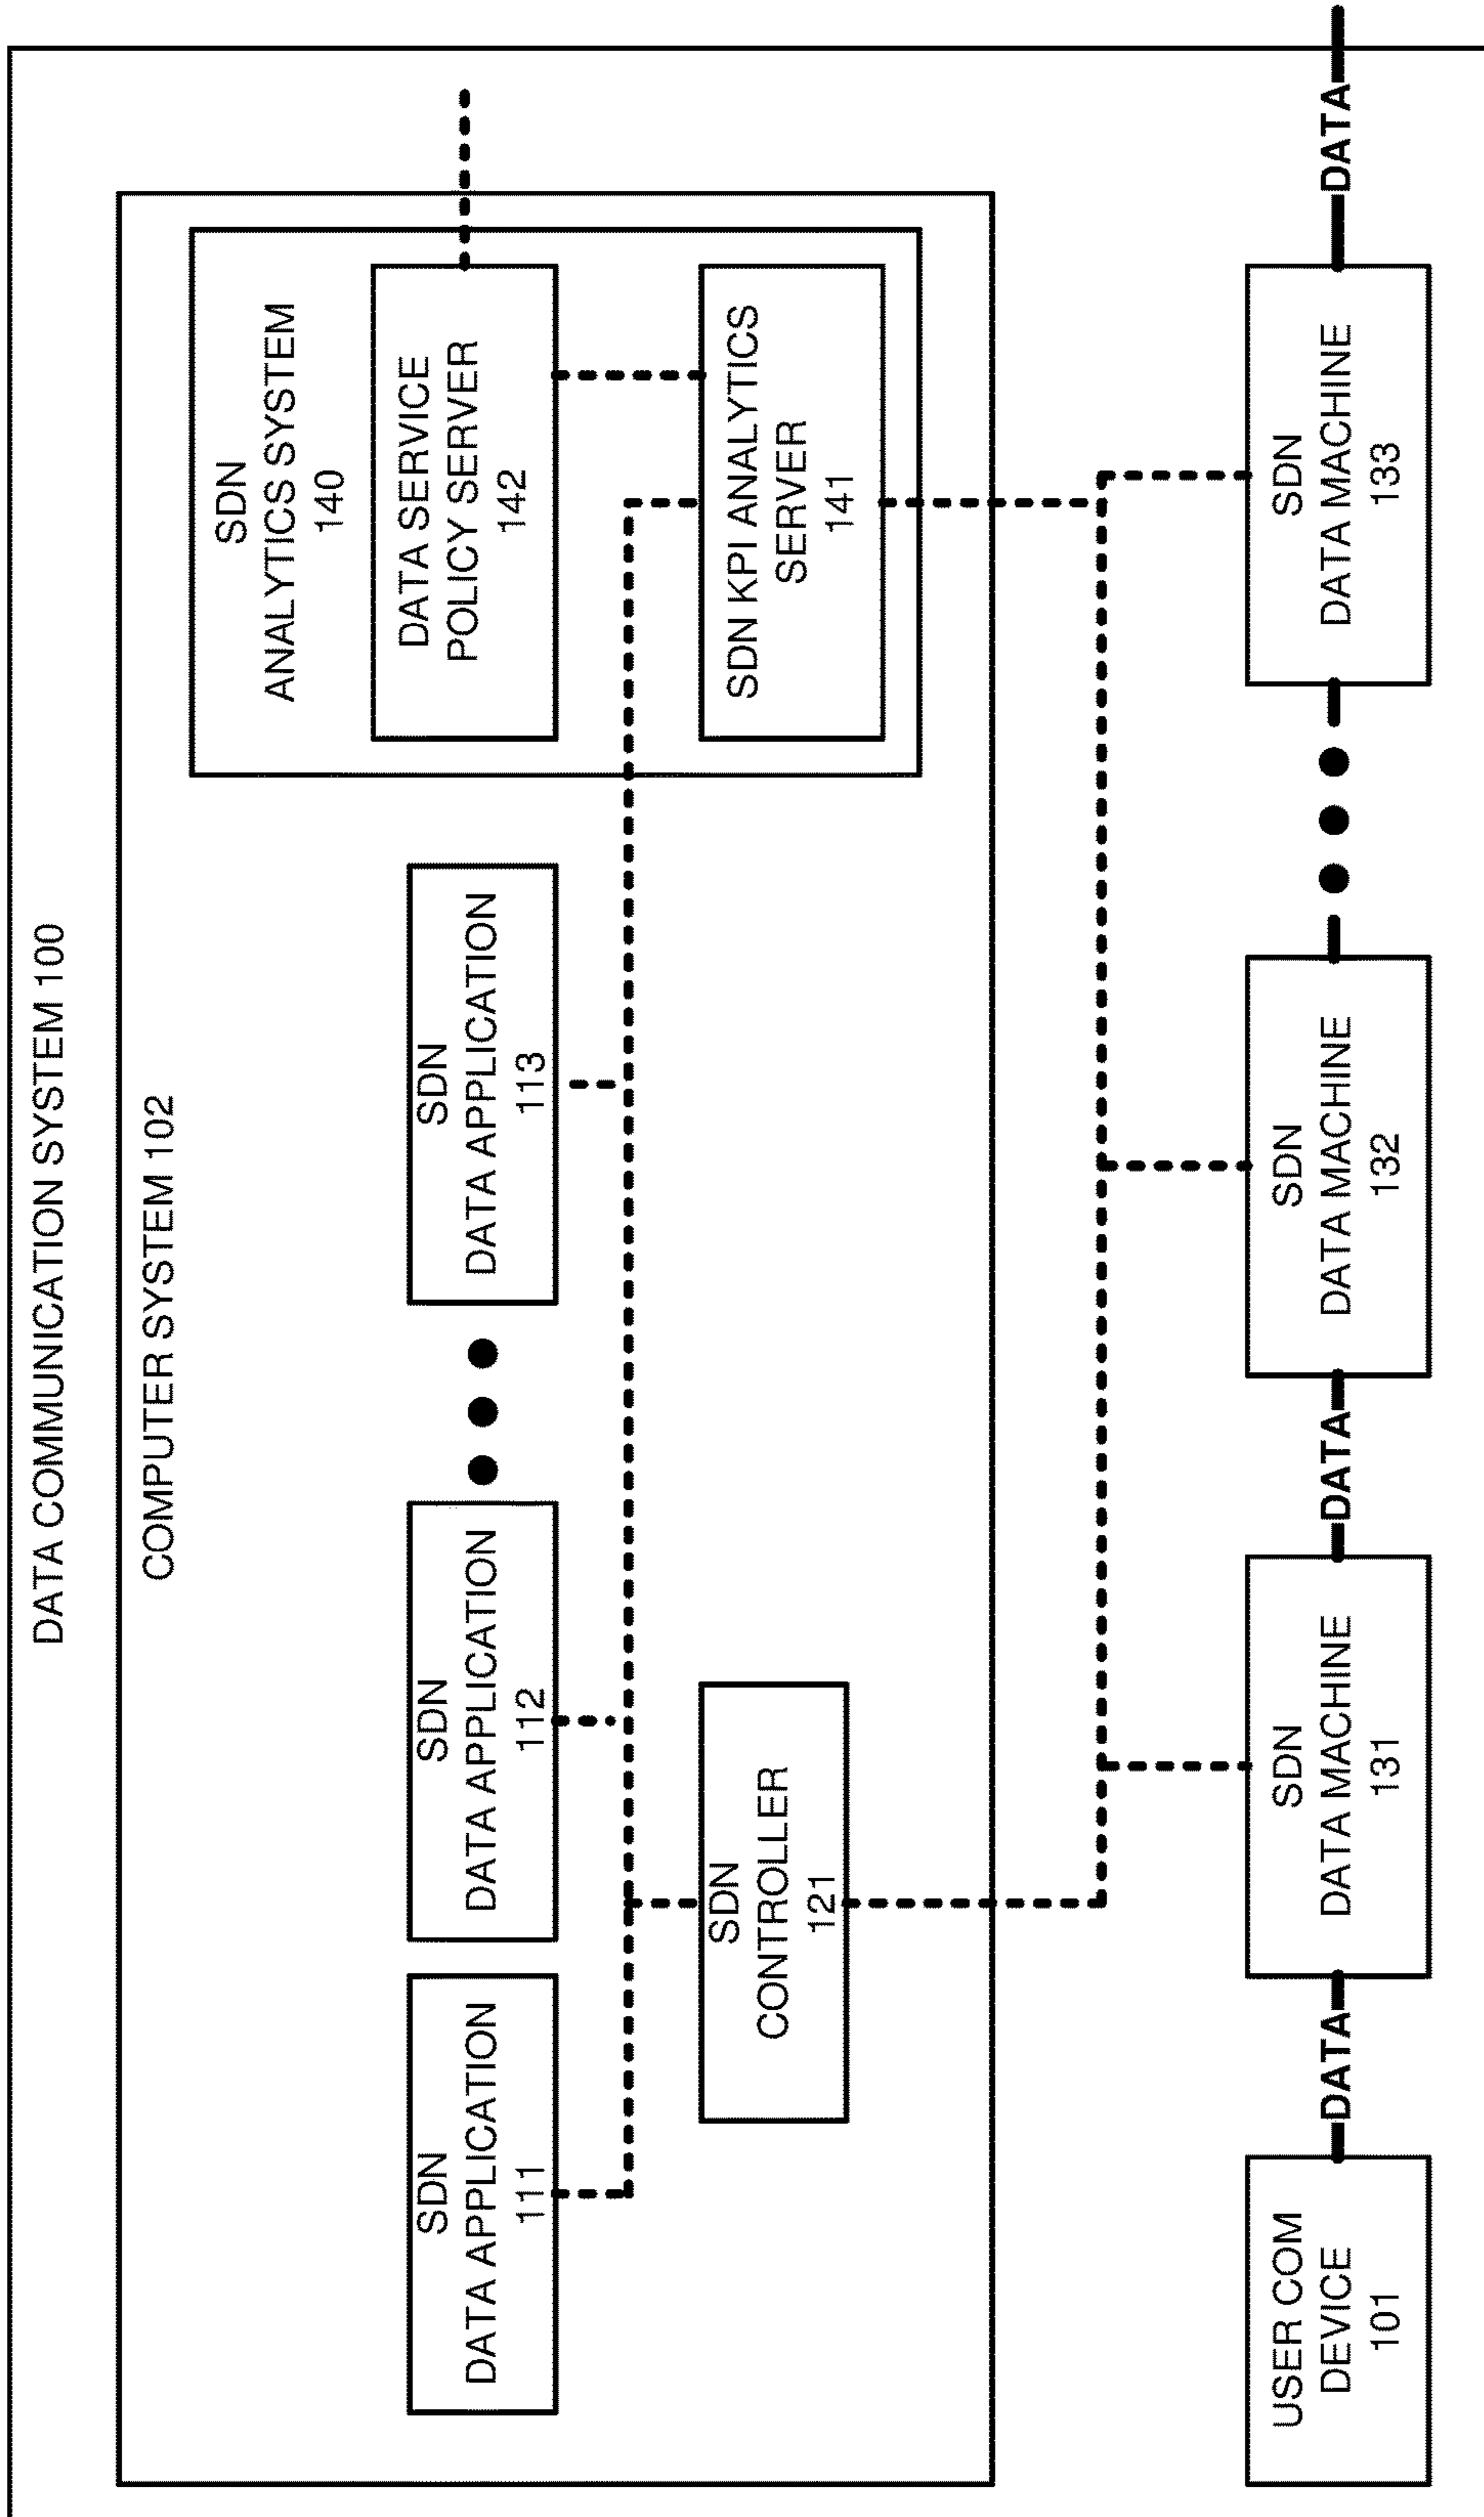 DATA COMMUNICATION SYSTEM 100
COMPUTER SYSTEM 102
SDN
DATA APPLICATION
111
SDN
DATA APPLICATION
112
SDN
DATA APPLICATION
113
SDN
ANALYTICS SYSTEM
140
DATA SERVICE
POLICY SERVER
142
SDN
CONTROLLER
121
SDN KPI ANALYTICS
SERVER
141
USER COM
DEVICE
101
DATA
SDN
DATA MACHINE
131
DATA
SDN
DATA MACHINE
132
SDN
DATA MACHINE
133
DATA